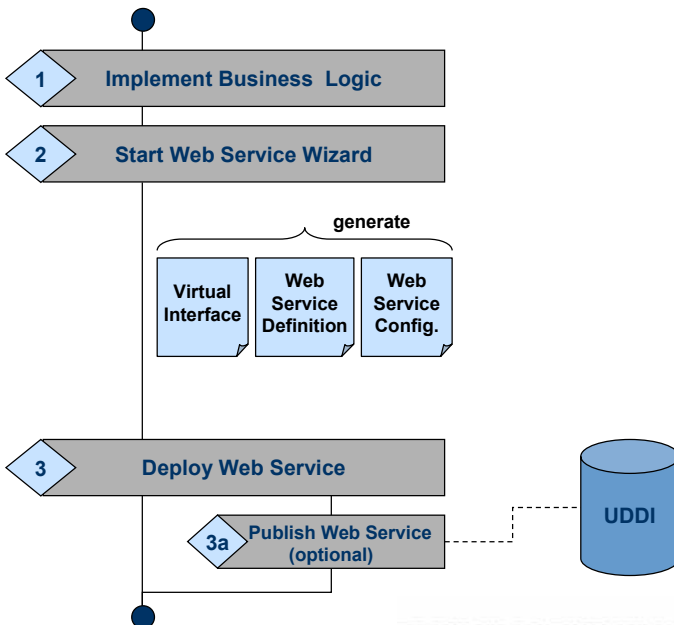 1
Implement Business Logic
2
Start Web Service Wizard
generate
Virtual
Interface
Web
Service
Definition
Web
Service
Config.
3
Deploy Web Service
3a
Publish Web Service
(optional)
UDDI